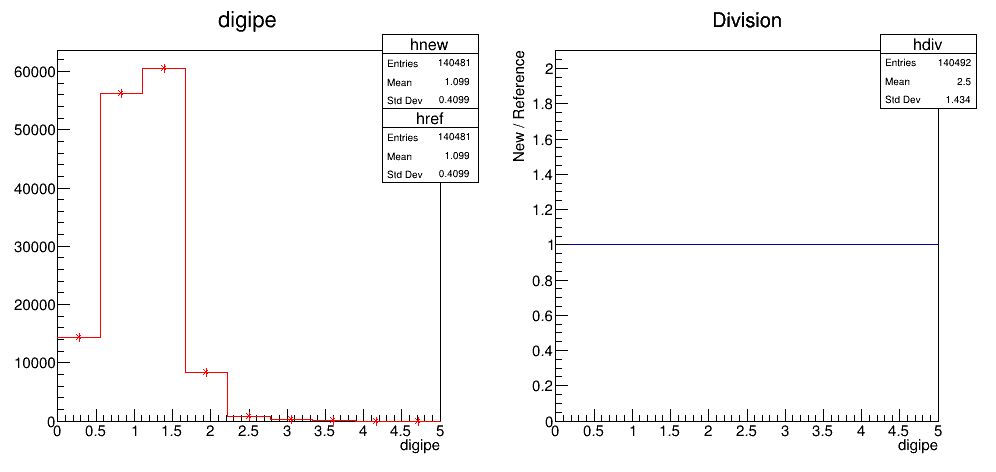 digipe
hnew
Entries 140481
Mean 1.099
Std Dev 0.4099
href
Entries 140481
Mean 1.099
Std Dev 0.4099
60000
50000
40000
30000
20000
10000
0
0 0.5 1 1.5 2 2.5 3 3.5 4 4.5 5
digipe
Division
hdiv
Entries 140492
Mean 2.5
Std Dev 1.434
New / Reference
2
1.8
1.6
1.4
1.2
1
0.8
0.6
0.4
0.2
0
0 0.5 1 1.5 2 2.5 3 3.5 4 4.5 5
digipe